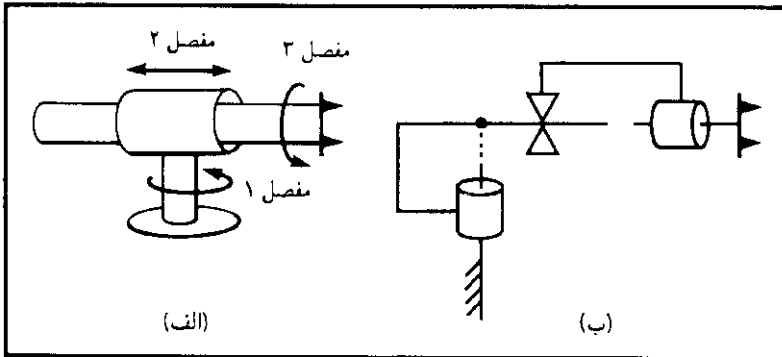 مفصل ۲
مفصل ۳
مفصل ۱
(الف)
(ب)